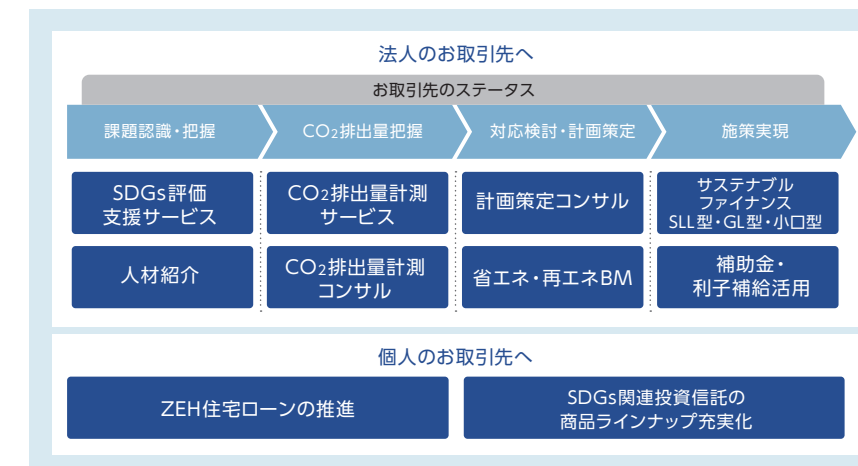 法人のお取引先へ
お取引先のステータス
課題認識・把握
CO2排出量把握
対応検討・計画策定
施策実現
SDGs評価
支援サービス
CO2排出量計測
サービス
計画策定コンサル
サステナブル
ファイナンス
SLL型・GL型・小口型
人材紹介
CO2排出量計測
コンサル
省エネ・再エネBM
補助金・
利子補給活用
個人のお取引先へ
ZEH住宅ローンの推進
SDGs関連投資信託の
商品ラインナップ充実化